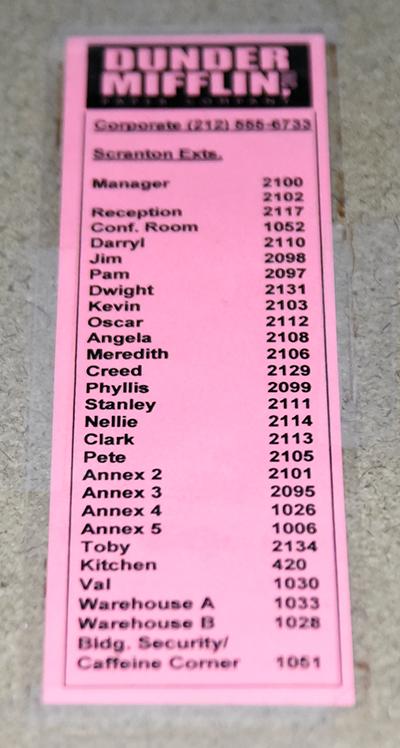 DUNDER
MIFFLIN, INC
PAPER COMPANY
Corporate (212) 555-6733
Scranton Exts.
Manager 2100
2102
Reception 2117
Conf. Room 1052
Darryl 2110
Jim 2098
Pam 2097
Dwight 2131
Kevin 2103
Oscar 2112
Angela 2108
Meredith 2106
Creed 2129
Phyllis 2099
Stanley 2111
Nellie 2114
Clark 2113
Pete 2105
Annex 2 2101
Annex 3 2095
Annex 4 1026
Annex 5 1006
Toby 2134
Kitchen 420
Val 1030
Warehouse A 1033
Warehouse B 1028
Bldg. Security/
Caffeine Corner 1051